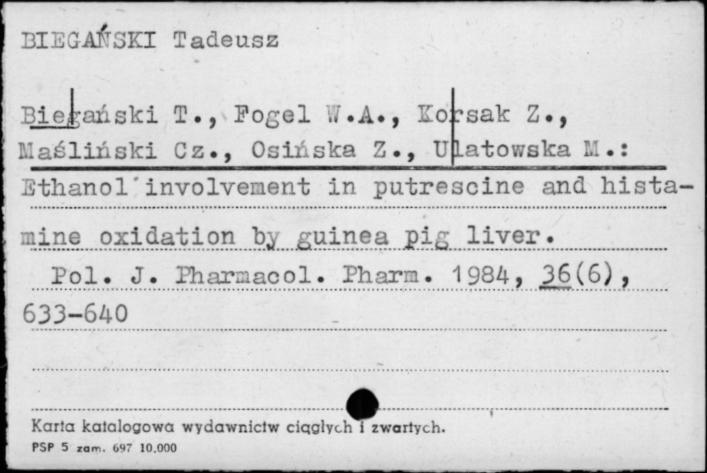 BIEGAŃSKI Tadeusz
Biegański T., Fogel W.A., Korsak Z.,
Maśliński Cz., Osińska Z., Ulatowska M.:
Ethanol involvement in putrescine and hista-
mine oxidation by guinea pig liver.
Pol. J. Pharmacol. Pharm. 1984, 36(6),
633-640
Karta katalogowa wydawnictw ciągłych i zwartych.
PSP 5 zam. 697 10.000